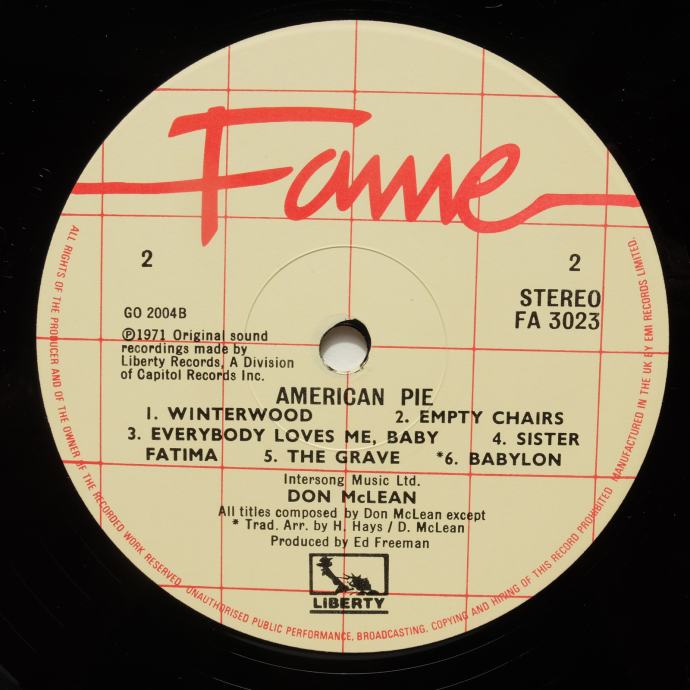 Fame
2
2
GO 2004B
STEREO
FA 3023
℗1971 Original sound
recordings made by
Liberty Records, A Division
of Capitol Records Inc.
AMERICAN PIE
1. WINTERWOOD 2. EMPTY CHAIRS
3. EVERYBODY LOVES ME, BABY 4. SISTER
FATIMA 5. THE GRAVE *6. BABYLON
Intersong Music Ltd.
DON McLEAN
All titles composed by Don McLean except
* Trad. Arr. by H. Hays / D. McLean
Produced by Ed Freeman
LIBERTY
ALL RIGHTS OF THE PRODUCER AND OF THE OWNER OF THE RECORDED WORK RESERVED. UNAUTHORISED PUBLIC PERFORMANCE, BROADCASTING, COPYING AND HIRING OF THIS RECORD PROHIBITED. MANUFACTURED IN THE UK BY EMI RECORDS LIMITED.